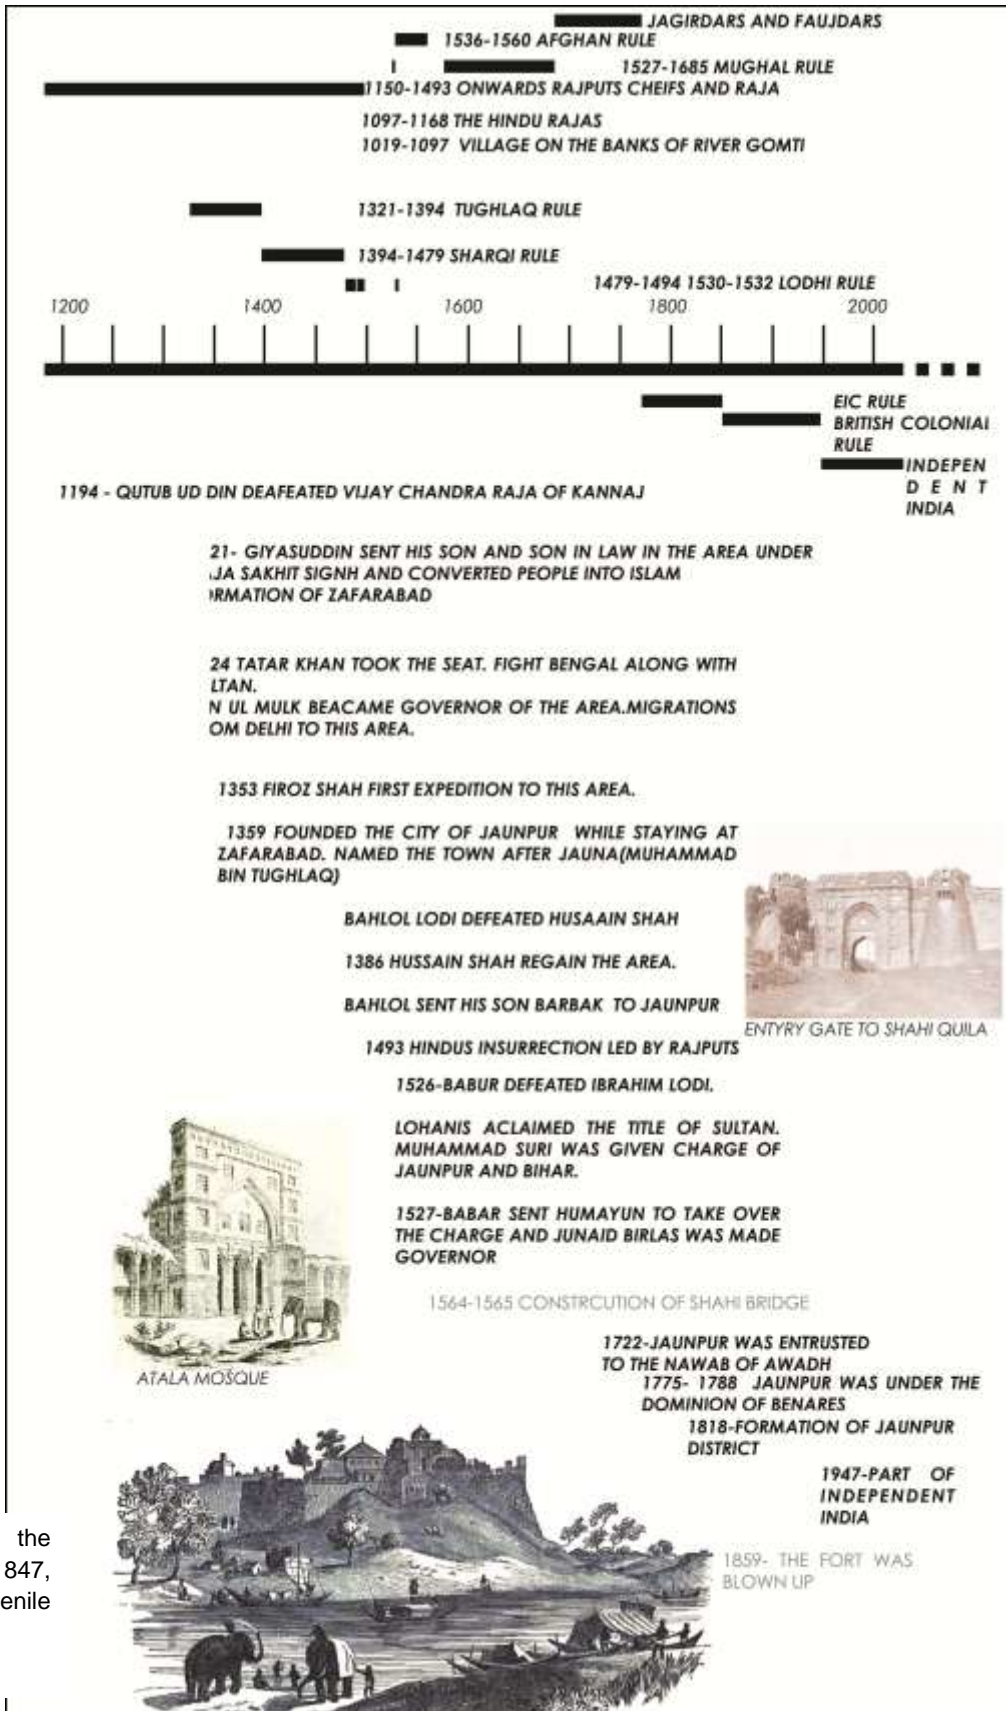 JAGIRDARS AND FAUJDARS
1536-1560 AFGHAN RULE
1527-1685 MUGHAL RULE
1150-1493 ONWARDS RAJPUTS CHEIFS AND RAJA
1097-1168 THE HINDU RAJAS
1019-1097 VILLAGE ON THE BANKS OF RIVER GOMTI
1321-1394 TUGHLAQ RULE
1394-1479 SHARQI RULE
1479-1494 1530-1532 LODHI RULE
1200 1400 1600 1800 2000
EIC RULE
BRITISH COLONIAL
RULE
INDEPEN
DENT
INDIA
1194 - QUTUB UD DIN DEAFEATED VIJAY CHANDRA RAJA OF KANNAJ
21- GIYASUDDIN SENT HIS SON AND SON IN LAW IN THE AREA UNDER
JA SAKHIT SIGNH AND CONVERTED PEOPLE INTO ISLAM
RMATION OF ZAFARABAD
24 TATAR KHAN TOOK THE SEAT. FIGHT BENGAL ALONG WITH
LTAN.
N UL MULK BEACAME GOVERNOR OF THE AREA.MIGRATIONS
OM DELHI TO THIS AREA.
1353 FIROZ SHAH FIRST EXPEDITION TO THIS AREA.
1359 FOUNDED THE CITY OF JAUNPUR WHILE STAYING AT
ZAFARABAD. NAMED THE TOWN AFTER JAUNA(MUHAMMAD
BIN TUGHLAQ)
BAHLOL LODI DEFEATED HUSAAIN SHAH
1386 HUSSAIN SHAH REGAIN THE AREA.
BAHLOL SENT HIS SON BARBAK TO JAUNPUR
ENTYRY GATE TO SHAHI QUILA
1493 HINDUS INSURRECTION LED BY RAJPUTS
1526-BABUR DEFEATED IBRAHIM LODI.
LOHANIS ACLAIMED THE TITLE OF SULTAN.
MUHAMMAD SURI WAS GIVEN CHARGE OF
JAUNPUR AND BIHAR.
1527-BABAR SENT HUMAYUN TO TAKE OVER
THE CHARGE AND JUNAID BIRLAS WAS MADE
GOVERNOR
1564-1565 CONSTRCUTION OF SHAHI BRIDGE
ATALA MOSQUE
1722-JAUNPUR WAS ENTRUSTED
TO THE NAWAB OF AWADH
1775- 1788 JAUNPUR WAS UNDER THE
DOMINION OF BENARES
1818-FORMATION OF JAUNPUR
DISTRICT
1947-PART OF
INDEPENDENT
INDIA
1859- THE FORT WAS
BLOWN UP
the
847,
enile